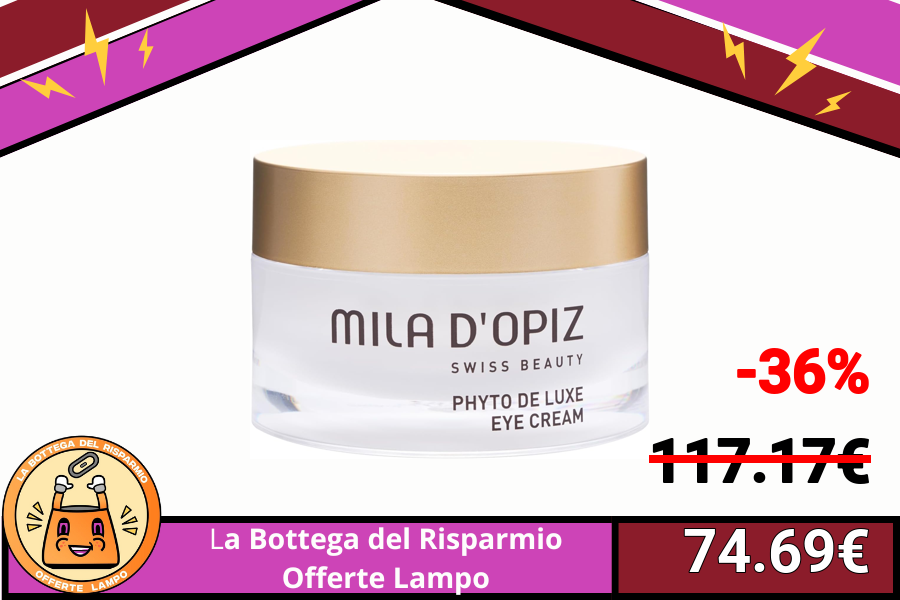 MILA D'OPIZ
SWISS BEAUTY
PHYTO DE LUXE
EYE CREAM
-36%
117.17€
LA BOTTEGA DEL RISPARMIO
OFFERTE LAMPO
La Bottega del Risparmio
Offerte Lampo
74.69€